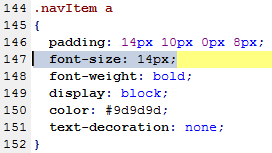 144 .navItem a
145 {
146 padding: 14px 10px 0px 8px;
147 font-size: 14px;
148 font-weight: bold;
149 display: block;
150 color: #9d9d9d;
151 text-decoration: none;
152 }